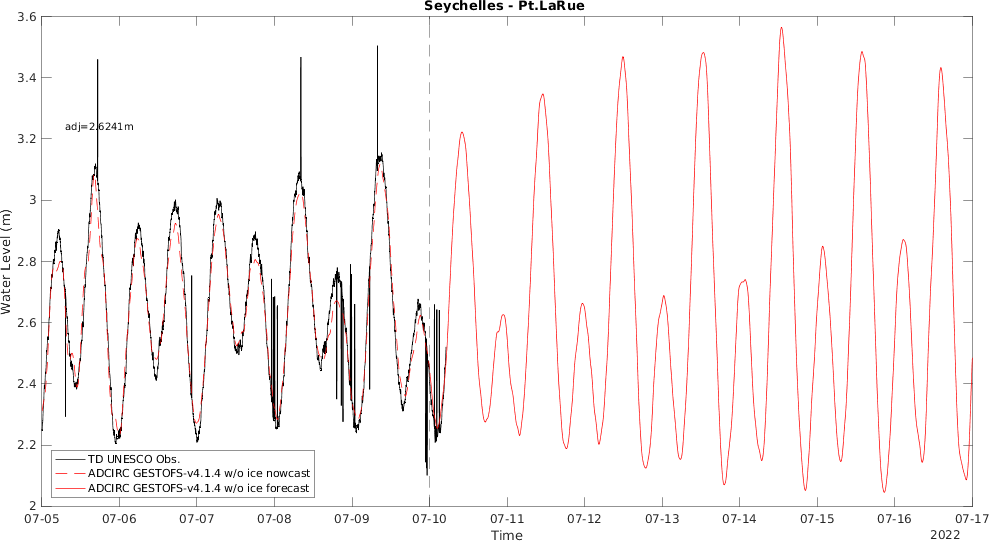 Seychelles - Pt.LaRue
3.6
3.4
adj=2.6241m
3.2
3
2.8
Water Level (m)
2.6
2.4
2.2
2
TD UNESCO Obs.
ADCIRC GESTOFS-v4.1.4 w/o ice nowcast
ADCIRC GESTOFS-v4.1.4 w/o ice forecast
07-05 07-06 07-07 07-08 07-09 07-10 07-11 07-12 07-13 07-14 07-15 07-16 07-17
Time
2022